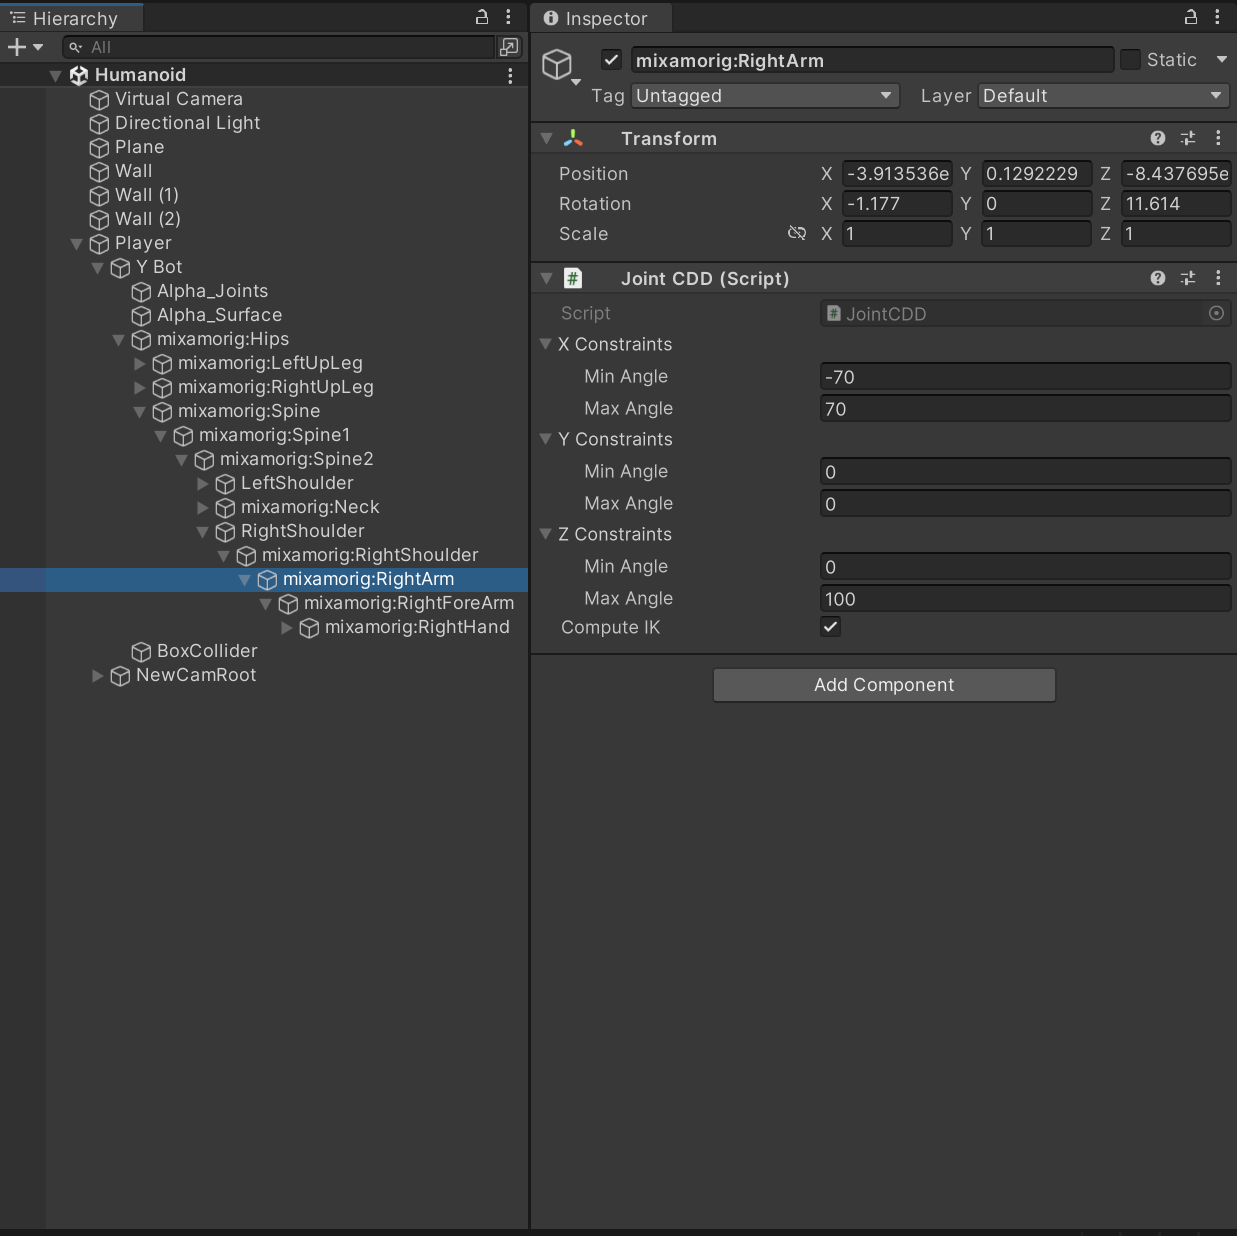 Hierarchy
All
Humanoid
Virtual Camera
Directional Light
Plane
Wall
Wall (1)
Wall (2)
Player
Y Bot
Alpha_Joints
Alpha_Surface
mixamorig:Hips
mixamorig:LeftUpLeg
mixamorig:RightUpLeg
mixamorig:Spine
mixamorig:Spine1
mixamorig:Spine2
LeftShoulder
mixamorig:Neck
RightShoulder
mixamorig:RightShoulder
mixamorig:RightArm
mixamorig:RightForeArm
mixamorig:RightHand
BoxCollider
NewCamRoot
Inspector
mixamorig:RightArm Static
Tag Untagged Layer Default
Transform
Position X -3.913536e Y 0.1292229 Z -8.437695e
Rotation X -1.177 Y 0 Z 11.614
Scale X 1 Y 1 Z 1
# Joint CDD (Script)
Script # JointCDD
X Constraints
Min Angle -70
Max Angle 70
Y Constraints
Min Angle 0
Max Angle 0
Z Constraints
Min Angle 0
Max Angle 100
Compute IK
Add Component